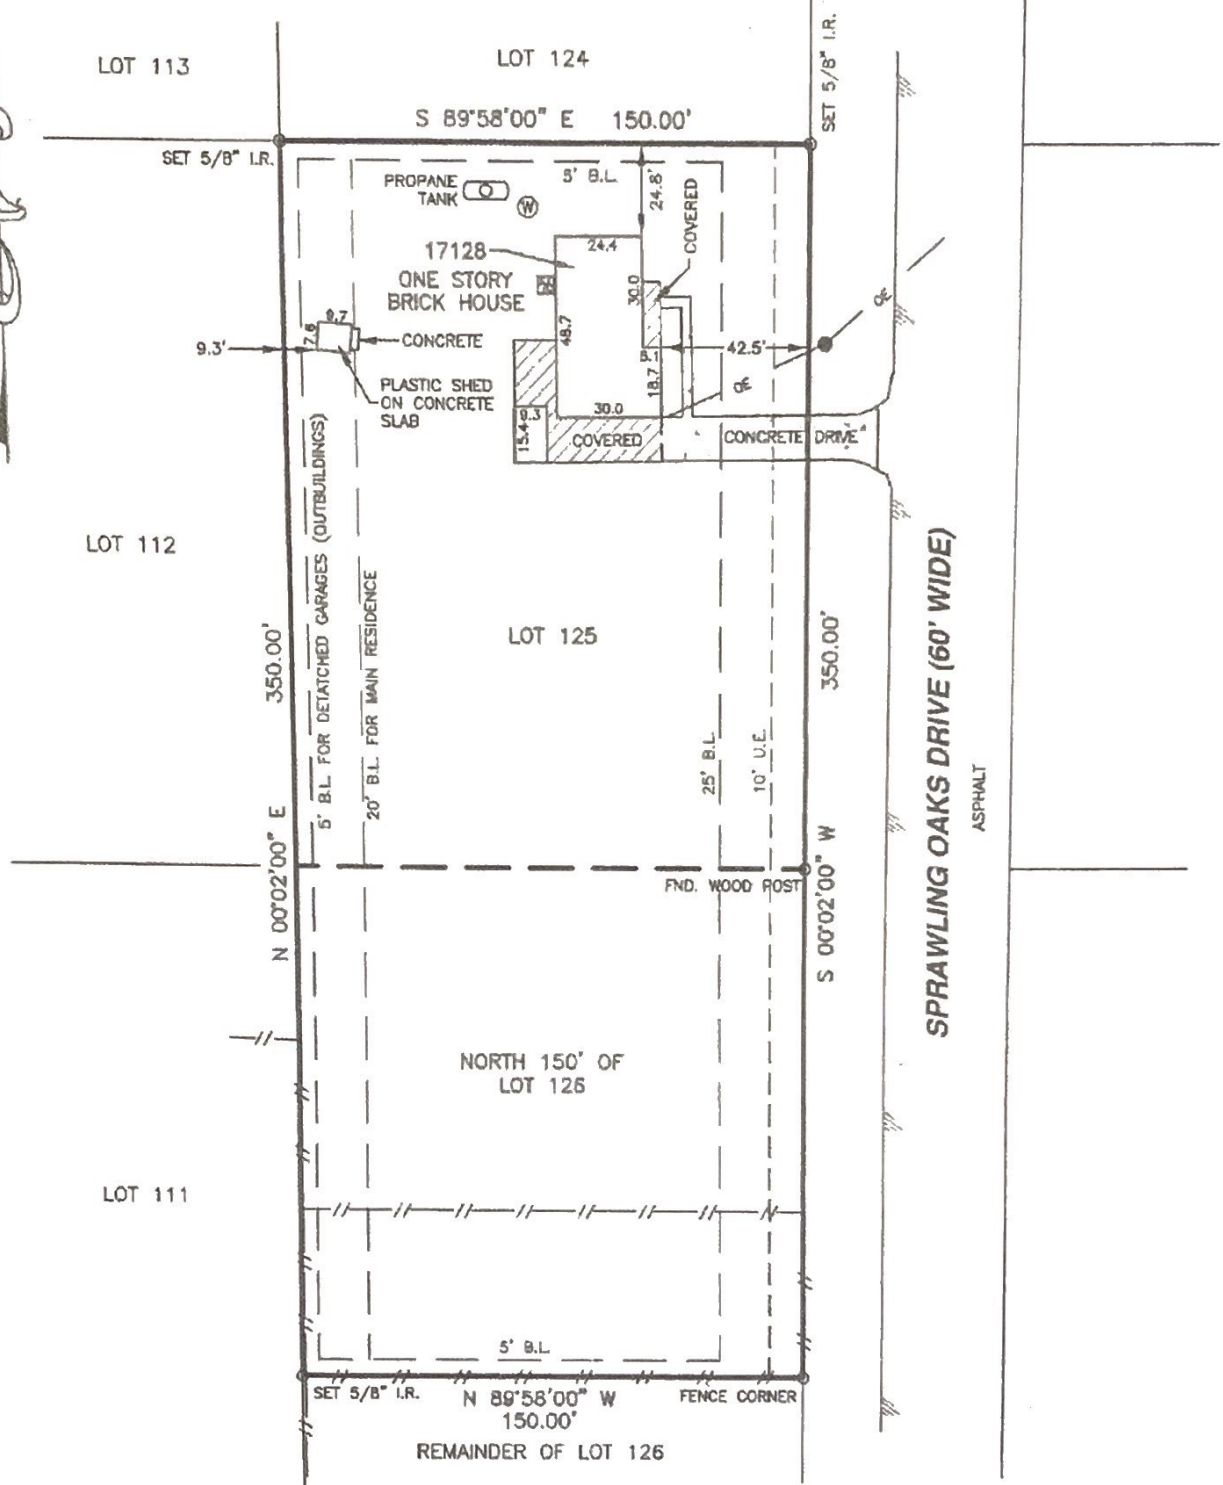 LOT 113
LOT 124
SET 5/8" I.R.
S 89°58'00" E 150.00'
SET 5/8" I.R.
5' B.L.
PROPANE
TANK
W
24.8'
COVERED
17128
ONE STORY
BRICK HOUSE
24.4
30.0
48.7
9.7
7.6
9.3'
CONCRETE
PLASTIC SHED
ON CONCRETE
SLAB
42.5'
OE
OE
18.7
30.0
9.3
15.4
COVERED
CONCRETE DRIVE
LOT 112
5' B.L. FOR DETATCHED GARAGES (OUTBUILDINGS)
20' B.L. FOR MAIN RESIDENCE
LOT 125
350.00'
350.00'
25' B.L.
10' U.E.
SPRAWLING OAKS DRIVE (60' WIDE)
ASPHALT
N 00°02'00" E
S 00°02'00" W
FND. WOOD POST
NORTH 150' OF
LOT 126
LOT 111
5' B.L.
SET 5/8" I.R.
N 89°58'00" W
150.00'
FENCE CORNER
REMAINDER OF LOT 126